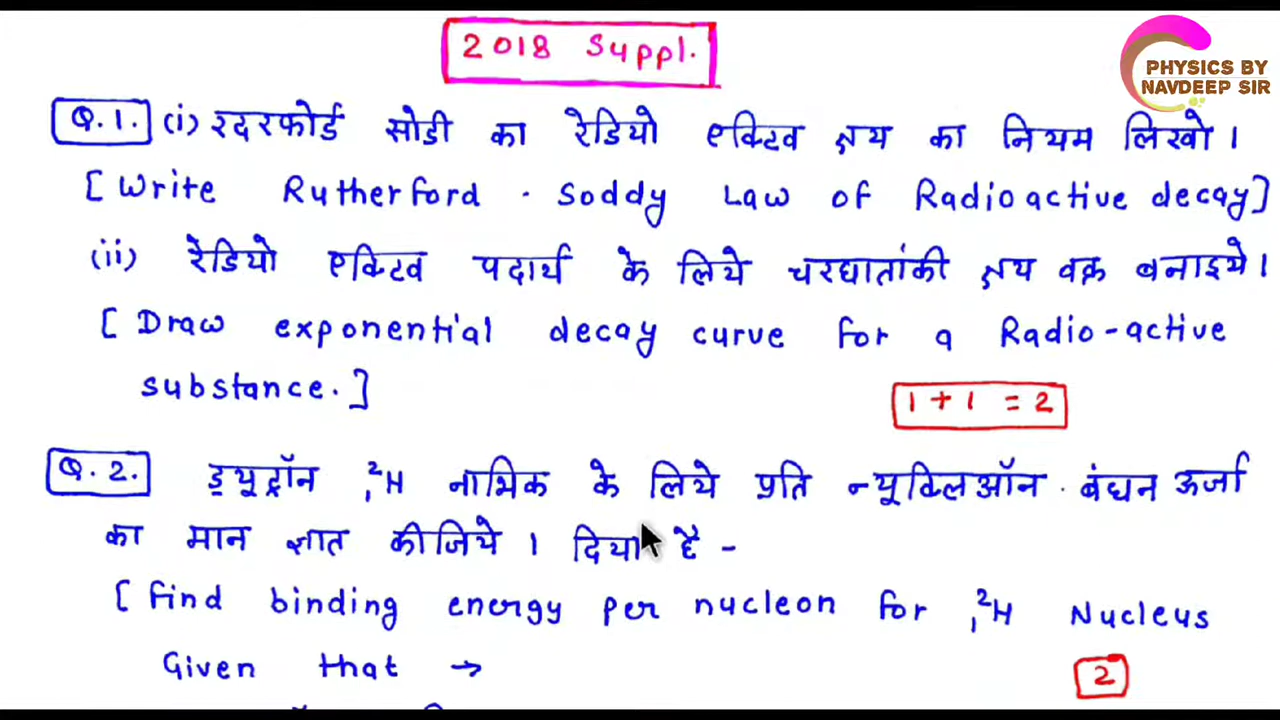 2018 Suppl.
PHYSICS BY
NAVDEEP SIR
Q.1. (i) रदरफोर्ड सोडी का रेडियो एक्टिव क्षय का नियम लिखो।
[Write Rutherford - Soddy Law of Radioactive decay]
(ii) रेडियो एक्टिव पदार्थ के लिये चरघातांकी क्षय वक्र बनाइये।
[Draw exponential decay curve for a Radio-active
substance.]
1 + 1 = 2
Q.2. ड्यूट्रॉन ₁²H नाभिक के लिये प्रति न्यूक्लिऑन बंधन ऊर्जा
का मान ज्ञात कीजिये । दिया है -
[find binding energy per nucleon for ₁²H Nucleus
Given that →
2